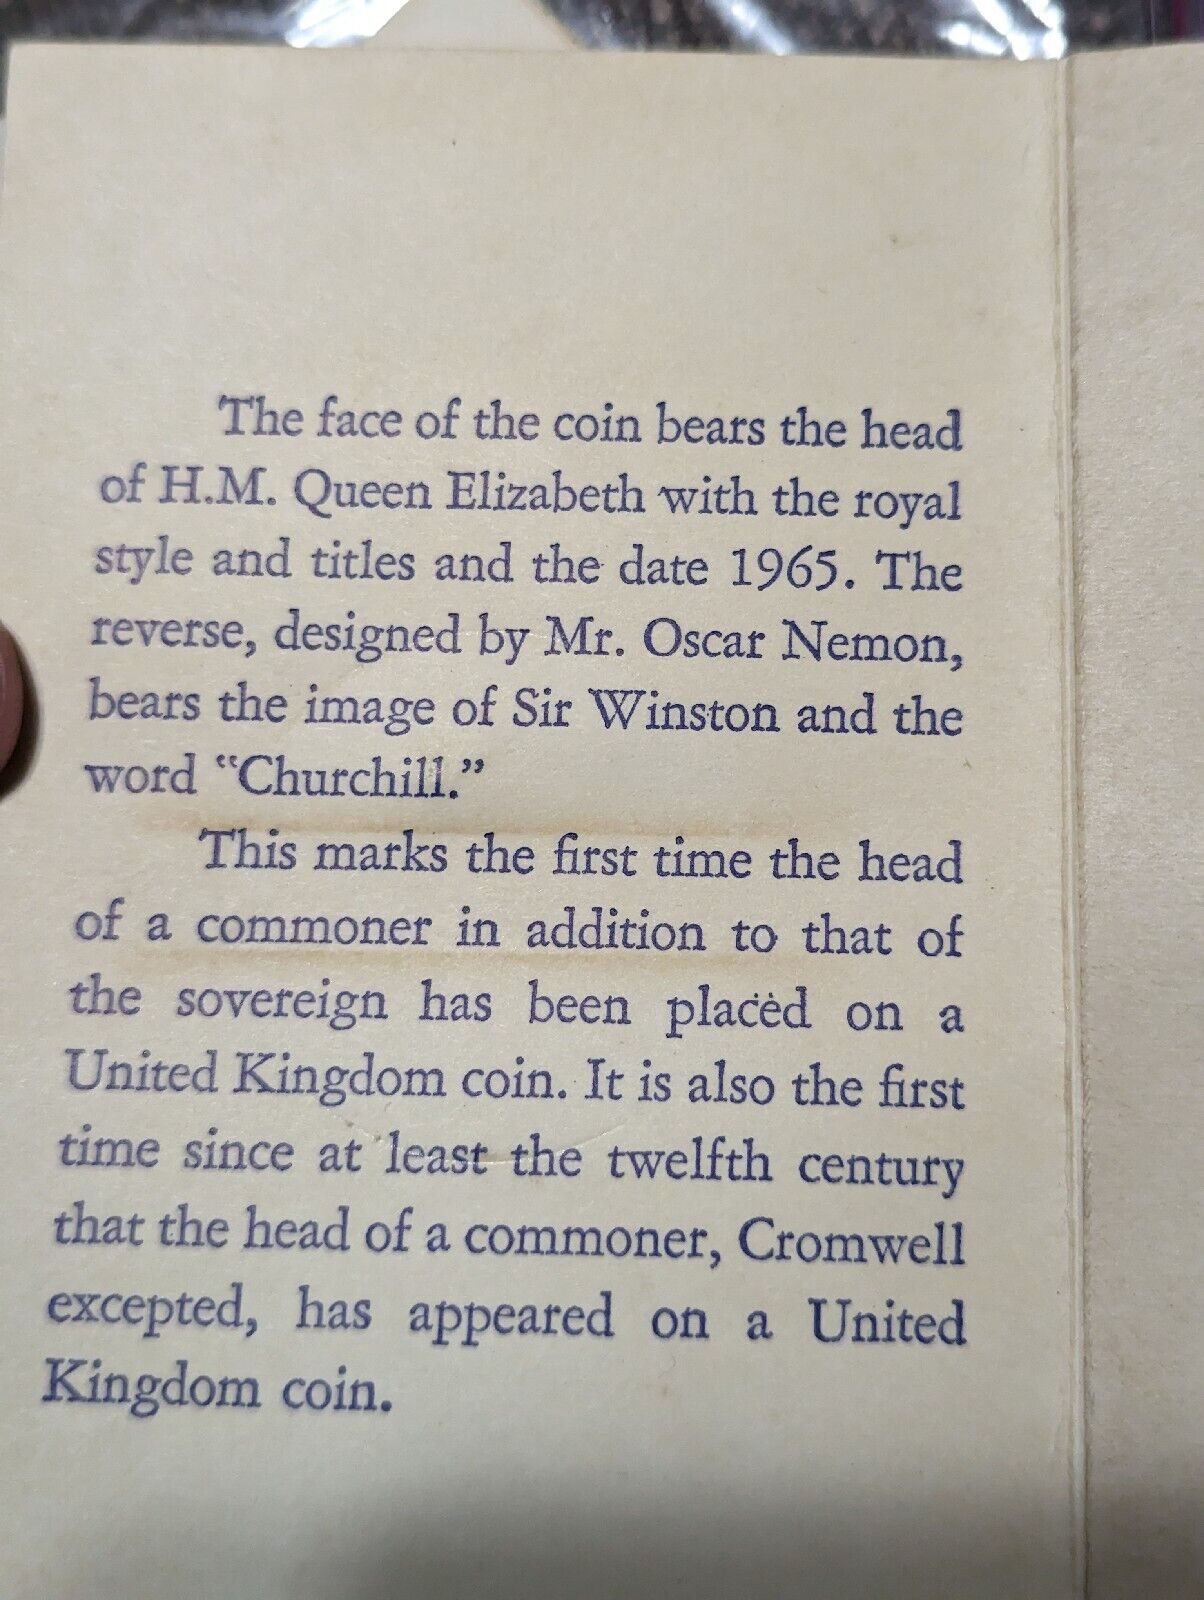 The face of the coin bears the head
of H.M. Queen Elizabeth with the royal
style and titles and the date 1965. The
reverse, designed by Mr. Oscar Nemon,
bears the image of Sir Winston and the
word “Churchill.”
This marks the first time the head
of a commoner in addition to that of
the sovereign has been placed on a
United Kingdom coin. It is also the first
time since at least the twelfth century
that the head of a commoner, Cromwell
excepted, has appeared on a United
Kingdom coin.